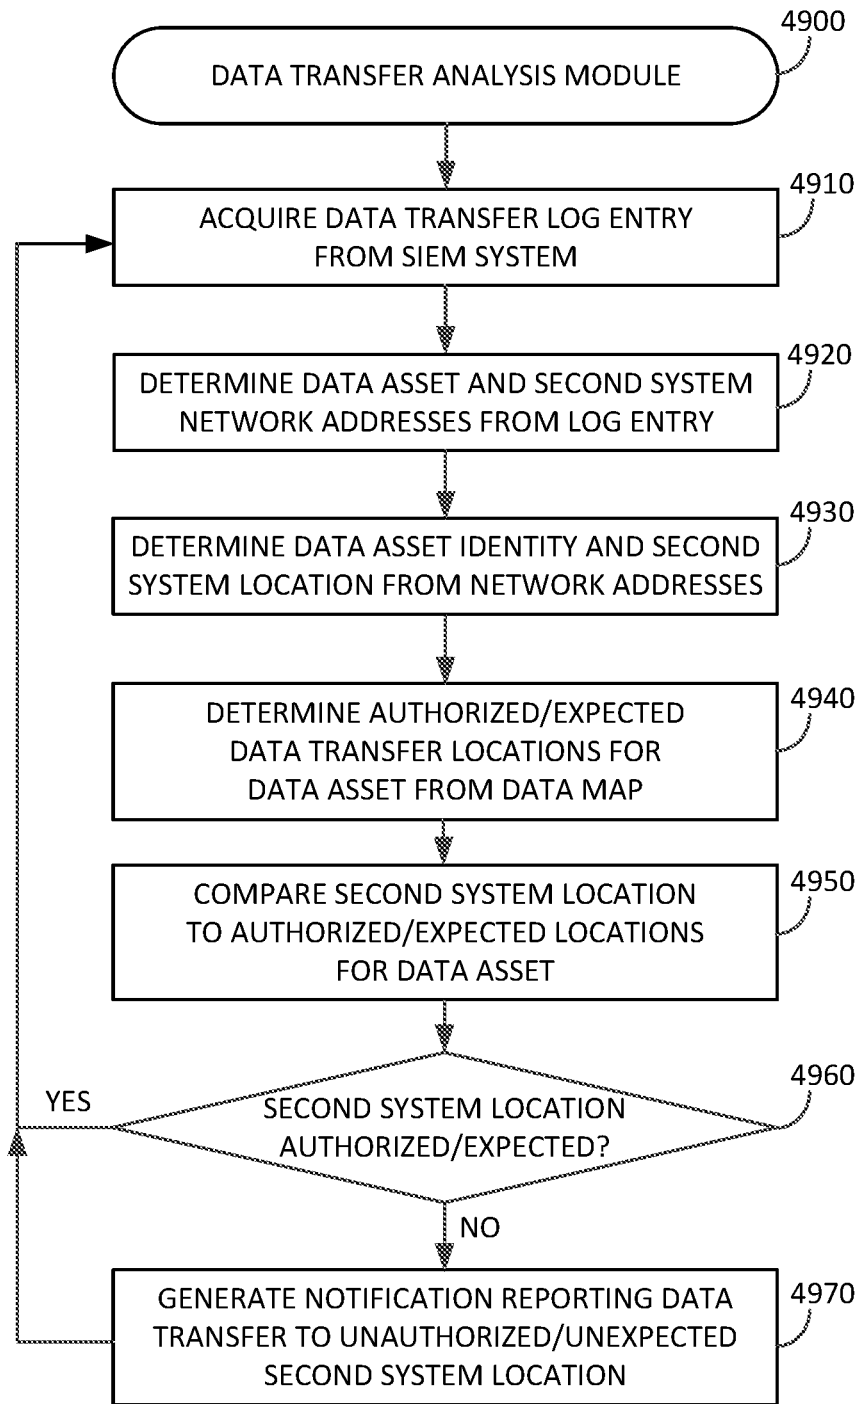 4900
DATA TRANSFER ANALYSIS MODULE
4910
ACQUIRE DATA TRANSFER LOG ENTRY
FROM SIEM SYSTEM
4920
DETERMINE DATA ASSET AND SECOND SYSTEM
NETWORK ADDRESSES FROM LOG ENTRY
4930
DETERMINE DATA ASSET IDENTITY AND SECOND
SYSTEM LOCATION FROM NETWORK ADDRESSES
4940
DETERMINE AUTHORIZED/EXPECTED
DATA TRANSFER LOCATIONS FOR
DATA ASSET FROM DATA MAP
4950
COMPARE SECOND SYSTEM LOCATION
TO AUTHORIZED/EXPECTED LOCATIONS
FOR DATA ASSET
4960
YES
SECOND SYSTEM LOCATION
AUTHORIZED/EXPECTED?
NO
4970
GENERATE NOTIFICATION REPORTING DATA
TRANSFER TO UNAUTHORIZED/UNEXPECTED
SECOND SYSTEM LOCATION